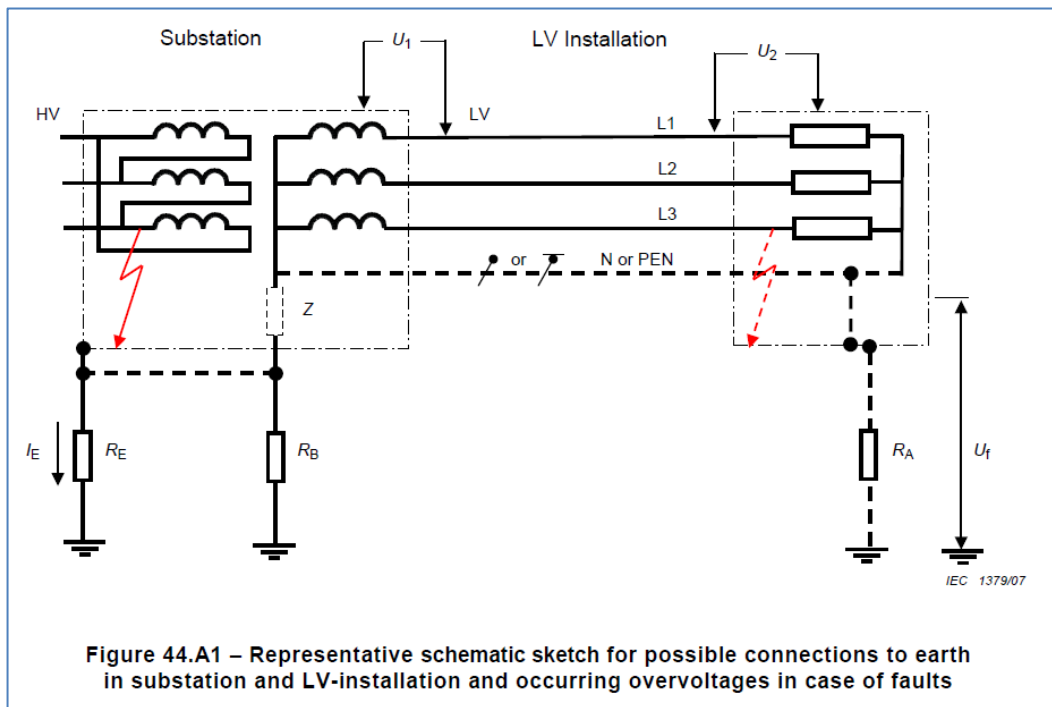 Substation
U1
LV Installation
U2
HV
LV
L1
L2
L3
or
N or PEN
Z
IE
RE
RB
RA
Uf
IEC 1379/07
Figure 44.A1 – Representative schematic sketch for possible connections to earth
in substation and LV-installation and occurring overvoltages in case of faults